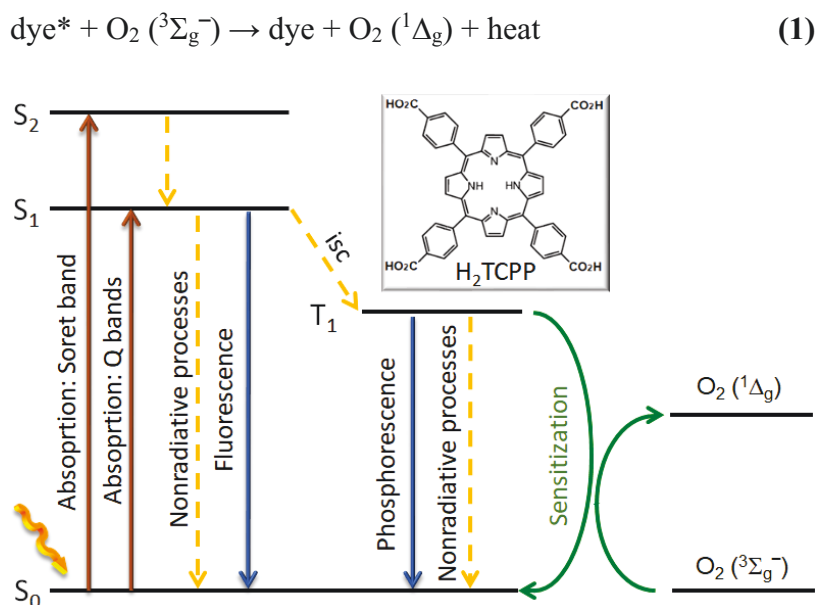 dye* + O₂ (³Σg⁻) → dye + O₂ (¹Δg) + heat (1)
S₂
S₁
S₀
Absoprtion: Soret band
Absoprtion: Q bands
Nonradiative processes
Fluorescence
isc
T₁
HO₂C
CO₂H
N
NH
HN
N
HO₂C
CO₂H
H₂TCPP
Phosphorescence
Nonradiative processes
Sensitization
O₂ (¹Δg)
O₂ (³Σg⁻)